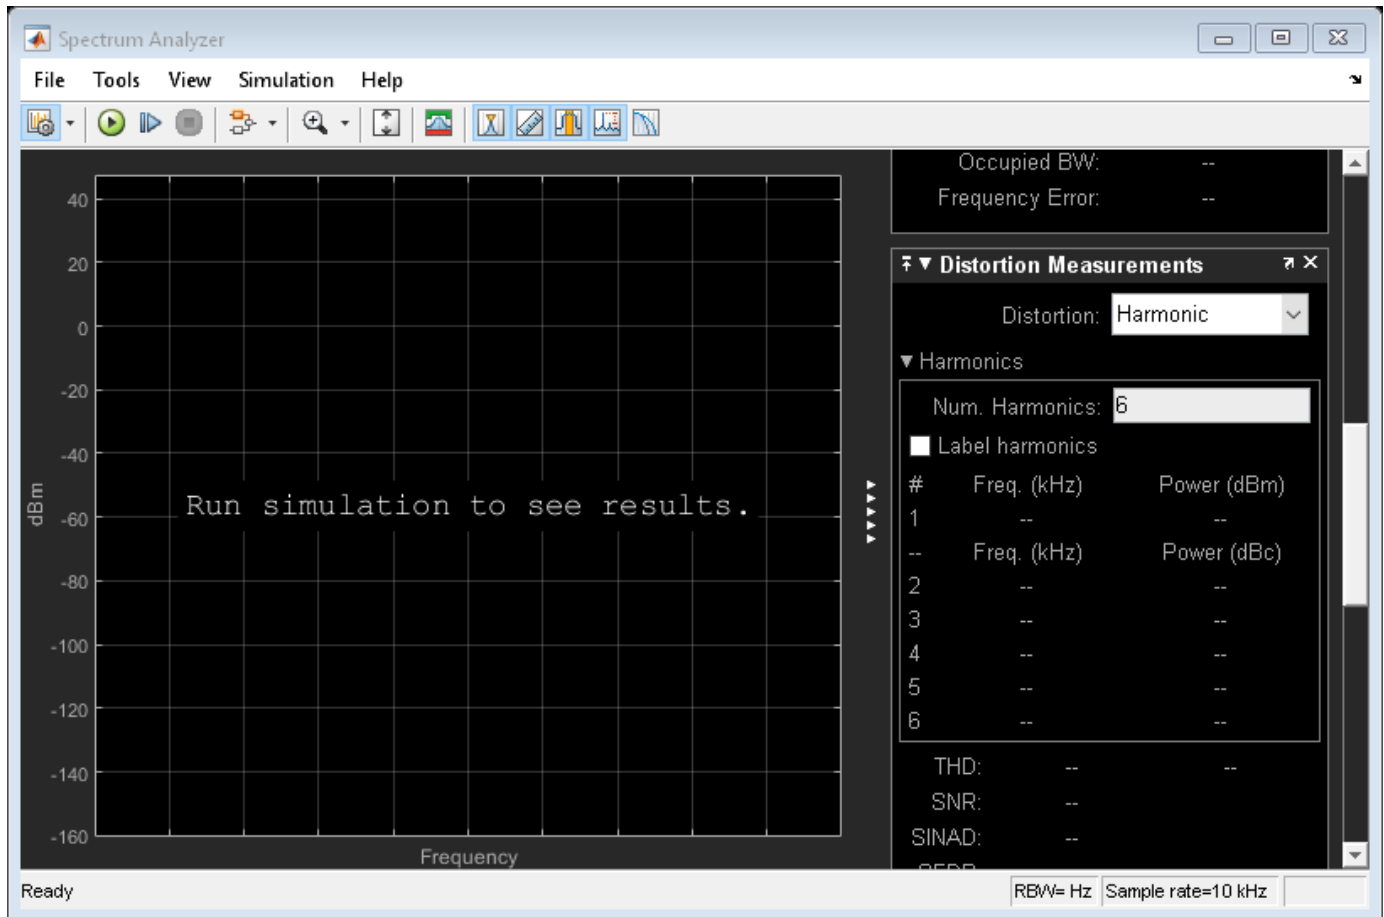 Spectrum Analyzer
File Tools View Simulation Help
Occupied BW: --
Frequency Error: --
Distortion Measurements
Distortion: Harmonic
Harmonics
Num. Harmonics: 6
Label harmonics
# Freq. (kHz) Power (dBm)
1 -- --
-- Freq. (kHz) Power (dBc)
2 -- --
3 -- --
4 -- --
5 -- --
6 -- --
THD: -- --
SNR: --
SINAD: --
40
20
0
-20
-40
-60
-80
-100
-120
-140
-160
dBm
Run simulation to see results.
Frequency
Ready
RBW= Hz Sample rate=10 kHz